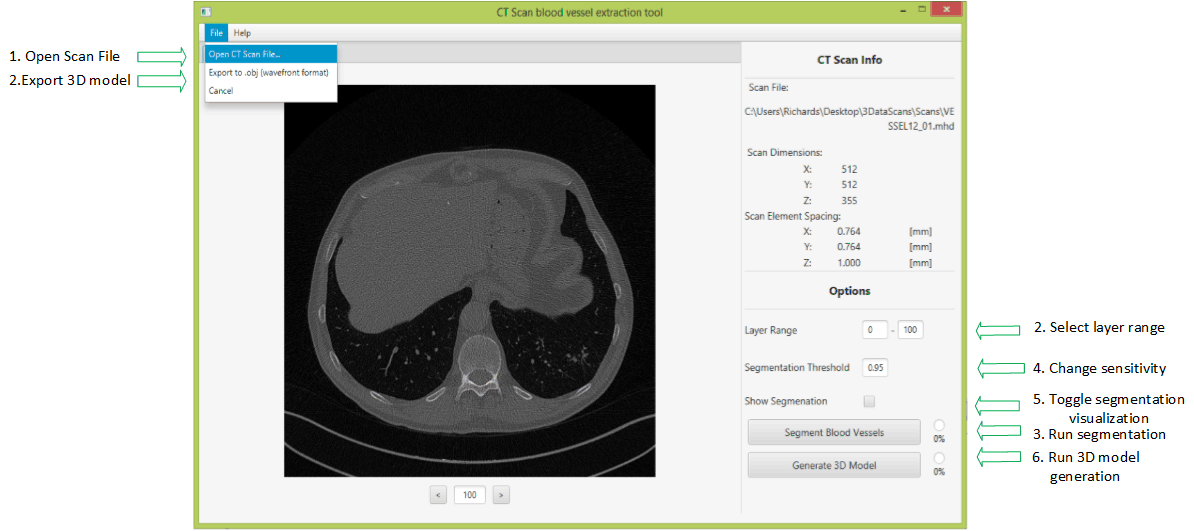 CT Scan blood vessel extraction tool
File Help
1. Open Scan File
2.Export 3D model
Open CT Scan File...
Export to .obj (wavefront format)
Cancel
CT Scan Info
Scan File:
C:\Users\Richards\Desktop\3DataScans\Scans\VE
SSEL12_01.mhd
Scan Dimensions:
X: 512
Y: 512
Z: 355
Scan Element Spacing:
X: 0.764 [mm]
Y: 0.764 [mm]
Z: 1.000 [mm]
Options
Layer Range 0 - 100
2. Select layer range
Segmentation Threshold 0.95
4. Change sensitivity
Show Segmenation
5. Toggle segmentation
visualization
Segment Blood Vessels 0%
3. Run segmentation
Generate 3D Model 0%
6. Run 3D model
generation
< 100 >